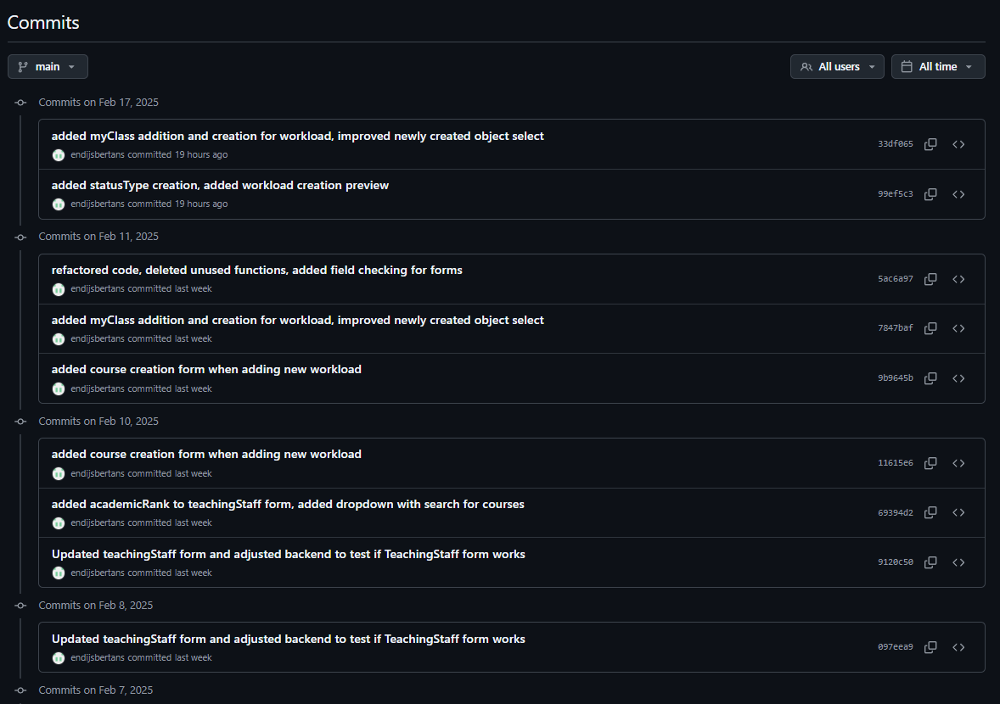 Commits
main
All users
All time
Commits on Feb 17, 2025
added myClass addition and creation for workload, improved newly created object select
33df065
endijsbertans committed 19 hours ago
added statusType creation, added workload creation preview
99ef5c3
endijsbertans committed 19 hours ago
Commits on Feb 11, 2025
refactored code, deleted unused functions, added field checking for forms
5ac6a97
endijsbertans committed last week
added myClass addition and creation for workload, improved newly created object select
7847baf
endijsbertans committed last week
added course creation form when adding new workload
9b9645b
endijsbertans committed last week
Commits on Feb 10, 2025
added course creation form when adding new workload
11615e6
endijsbertans committed last week
added academicRank to teachingStaff form, added dropdown with search for courses
69394d2
endijsbertans committed last week
Updated teachingStaff form and adjusted backend to test if TeachingStaff form works
9120c50
endijsbertans committed last week
Commits on Feb 8, 2025
Updated teachingStaff form and adjusted backend to test if TeachingStaff form works
097eea9
endijsbertans committed last week
Commits on Feb 7, 2025